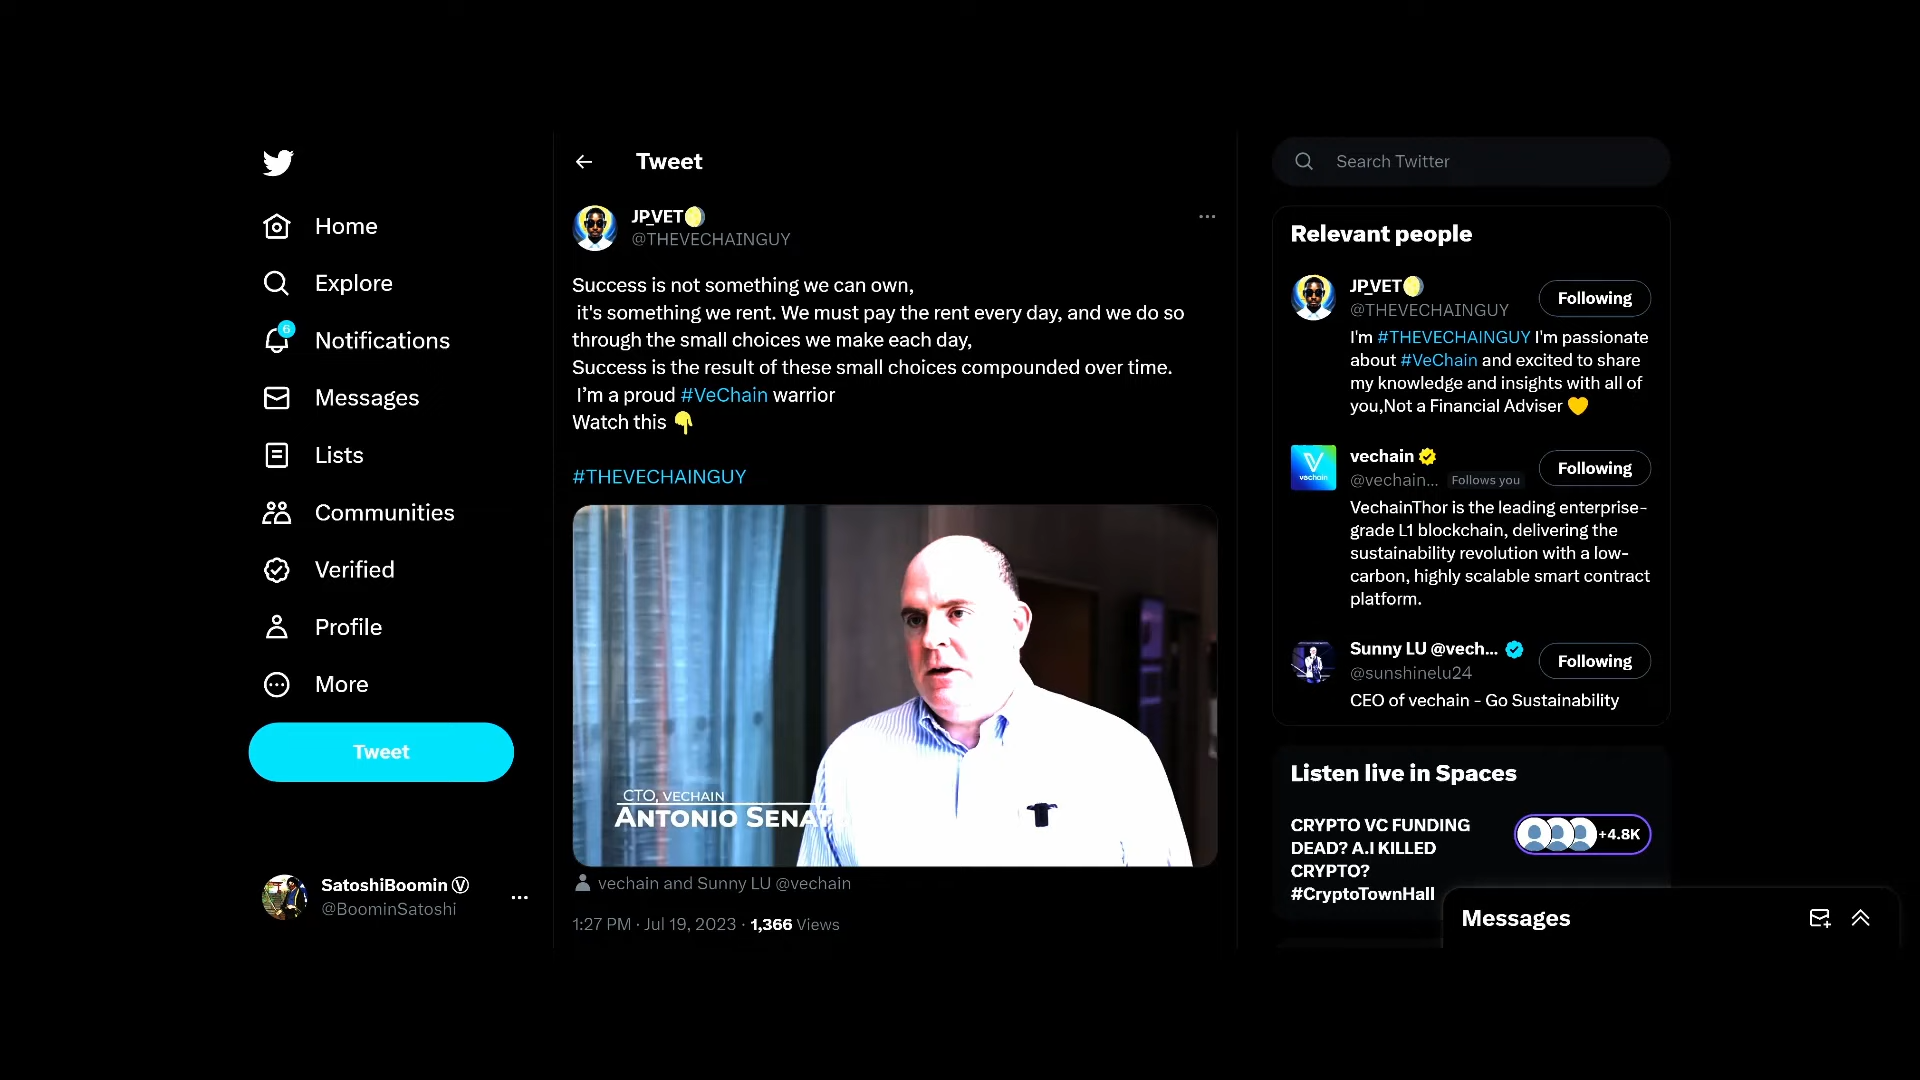 Home
Explore
6
Notifications
Messages
Lists
Communities
Verified
Profile
More
Tweet
SatoshiBoomin Ⓥ
@BoominSatoshi
Tweet
JP_VET🌖
@THEVECHAINGUY
Success is not something we can own,
it's something we rent. We must pay the rent every day, and we do so
through the small choices we make each day,
Success is the result of these small choices compounded over time.
I’m a proud #VeChain warrior
Watch this 👇
#THEVECHAINGUY
CTO, VECHAIN
ANTONIO SENAT
vechain and Sunny LU @vechain
1:27 PM · Jul 19, 2023 · 1,366 Views
Search Twitter
Relevant people
JP_VET🌖
@THEVECHAINGUY
Following
I'm #THEVECHAINGUY I'm passionate
about #VeChain and excited to share
my knowledge and insights with all of
you,Not a Financial Adviser 💛
vechain
vechain
@vechain... Follows you
Following
VechainThor is the leading enterprise-
grade L1 blockchain, delivering the
sustainability revolution with a low-
carbon, highly scalable smart contract
platform.
Sunny LU @vech...
@sunshinelu24
Following
CEO of vechain - Go Sustainability
Listen live in Spaces
CRYPTO VC FUNDING
DEAD? A.I KILLED
CRYPTO?
#CryptoTownHall
+4.8K
Messages